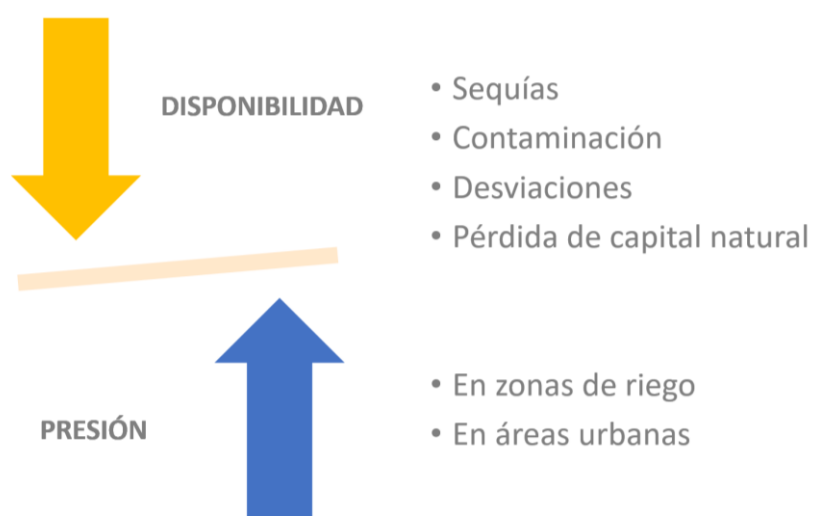 DISPONIBILIDAD
• Sequías
• Contaminación
• Desviaciones
• Pérdida de capital natural
PRESIÓN
• En zonas de riego
• En áreas urbanas